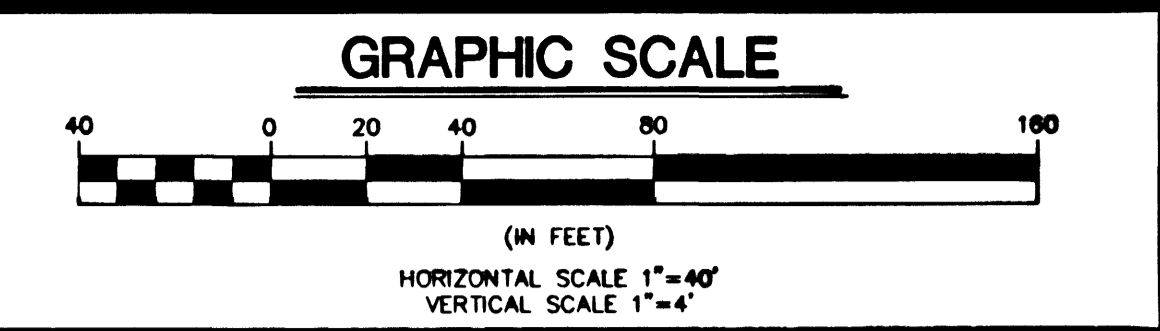 GRAPHIC SCALE
40 0 20 40 80 160
(IN FEET)
HORIZONTAL SCALE 1"=40'
VERTICAL SCALE 1"=4'